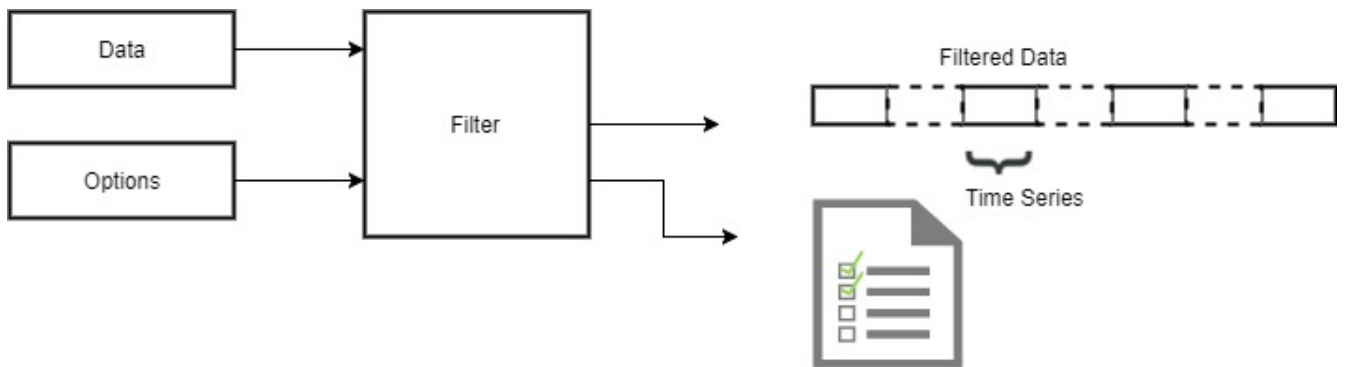 Data
Options
Filter
Filtered Data
Time Series